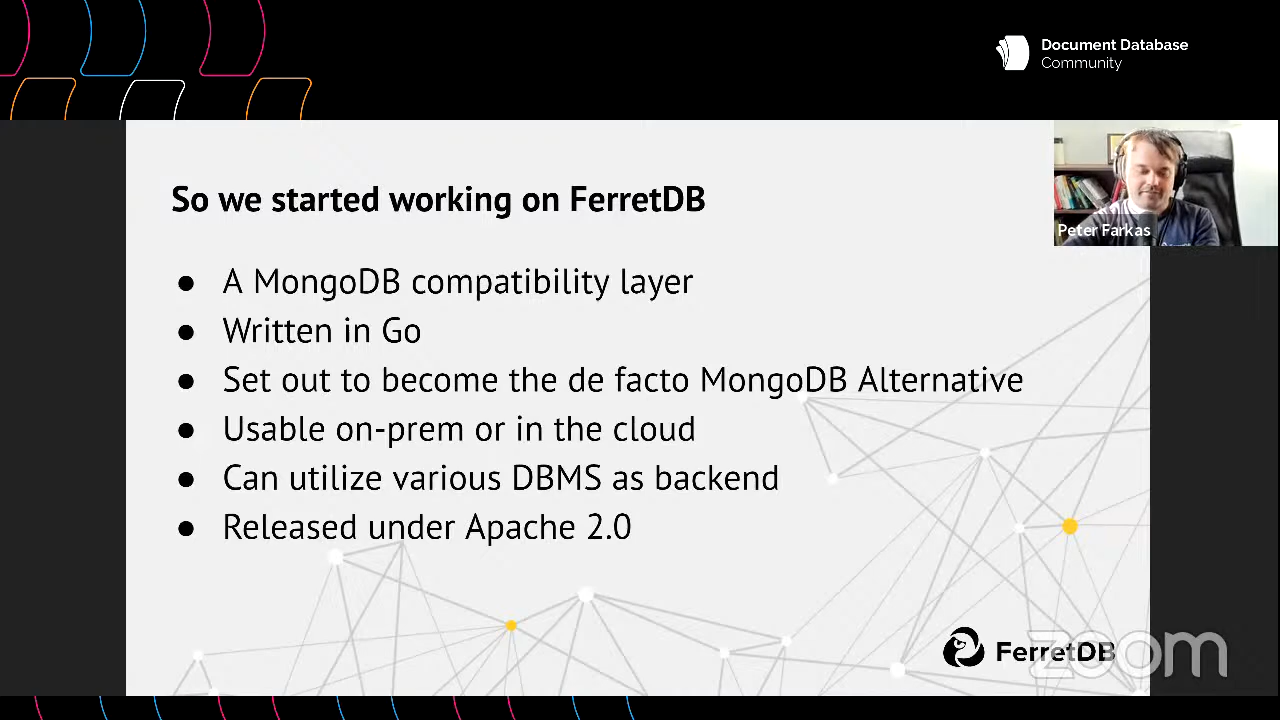 Document Database
Community
Peter Farkas
So we started working on FerretDB
● A MongoDB compatibility layer
● Written in Go
● Set out to become the de facto MongoDB Alternative
● Usable on-prem or in the cloud
● Can utilize various DBMS as backend
● Released under Apache 2.0
FerretDB
zoom